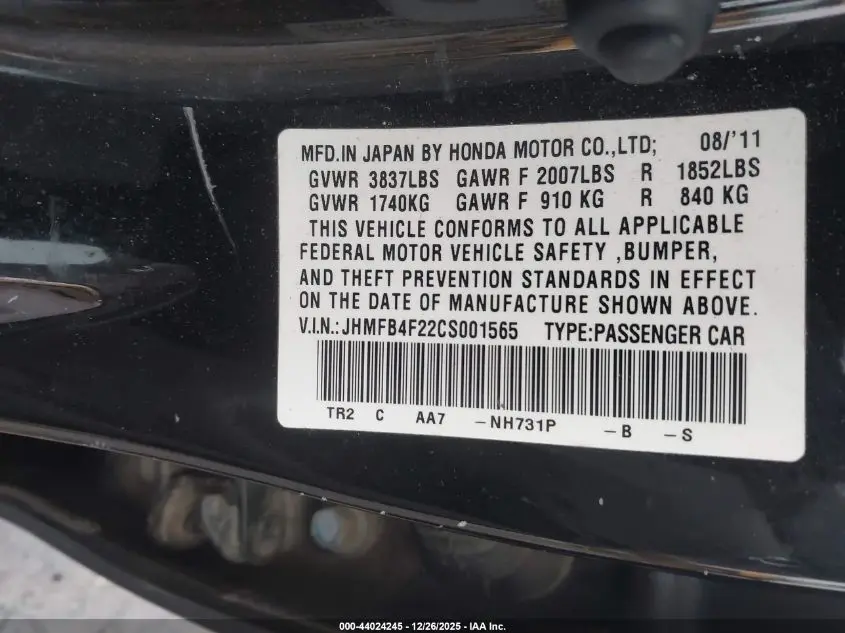 MFD.IN JAPAN BY HONDA MOTOR CO.,LTD; 08/'11
GVWR 3837LBS GAWR F 2007LBS R 1852LBS
GVWR 1740KG GAWR F 910 KG R 840 KG
THIS VEHICLE CONFORMS TO ALL APPLICABLE
FEDERAL MOTOR VEHICLE SAFETY ,BUMPER,
AND THEFT PREVENTION STANDARDS IN EFFECT
ON THE DATE OF MANUFACTURE SHOWN ABOVE.
V.I.N.: JHMFB4F22CS001565 TYPE:PASSENGER CAR
TR2 C AA7 -NH731P -B -S
000-44024245 - 12/26/2025 - IAA Inc.